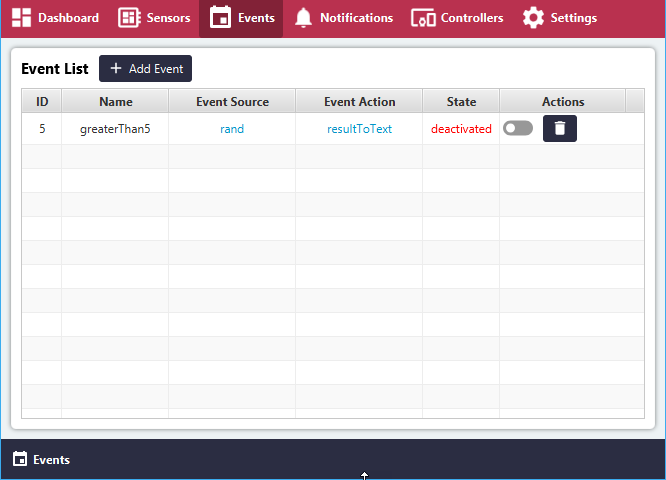 Dashboard Sensors Events Notifications Controllers Settings
Event List + Add Event
ID Name Event Source Event Action State Actions
5 greaterThan5 rand resultToText deactivated
Events